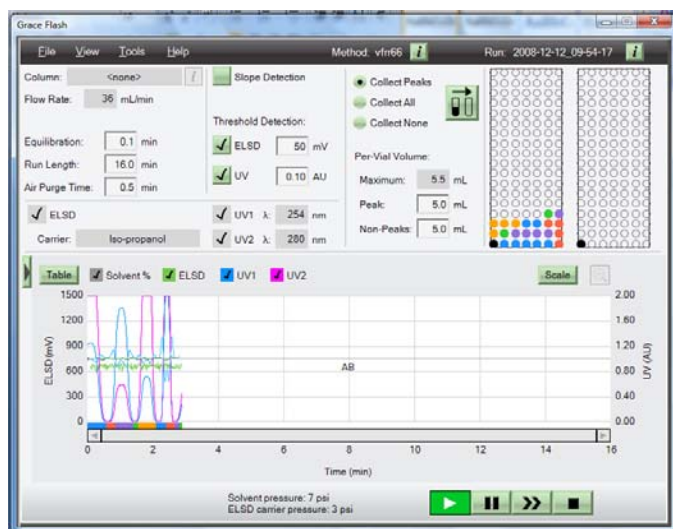 Grace Flash
File View Tools Help Method: vfrr66 i Run: 2008-12-12_09-54-17 i
Column: <none> i
Flow Rate: 36 mL/min
Equilibration: 0.1 min
Run Length: 16.0 min
Air Purge Time: 0.5 min
Slope Detection
Threshold Detection:
ELSD 50 mV
UV 0.10 AU
Collect Peaks
Collect All
Collect None
Per-Vial Volume:
Maximum: 5.5 mL
Peak: 5.0 mL
Non-Peaks: 5.0 mL
ELSD
Carrier: Iso-propanol
UV1 λ: 254 nm
UV2 λ: 280 nm
Table Solvent % ELSD UV1 UV2 Scale
1500
1200
900
600
300
0
ELSD (mV)
AB
2.00
1.60
1.20
0.80
0.40
0.00
UV (AU)
0 2 4 6 8 10 12 14 16
Time (min)
Solvent pressure: 7 psi
ELSD carrier pressure: 3 psi